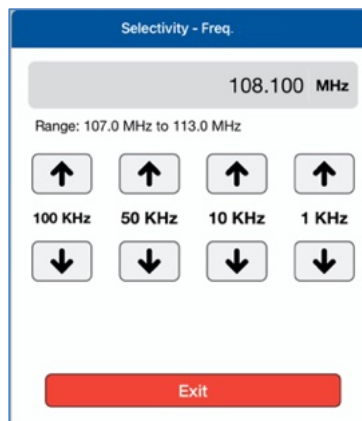 Selectivity - Freq.
108.100 MHz
Range: 107.0 MHz to 113.0 MHz
100 KHz 50 KHz 10 KHz 1 KHz
Exit